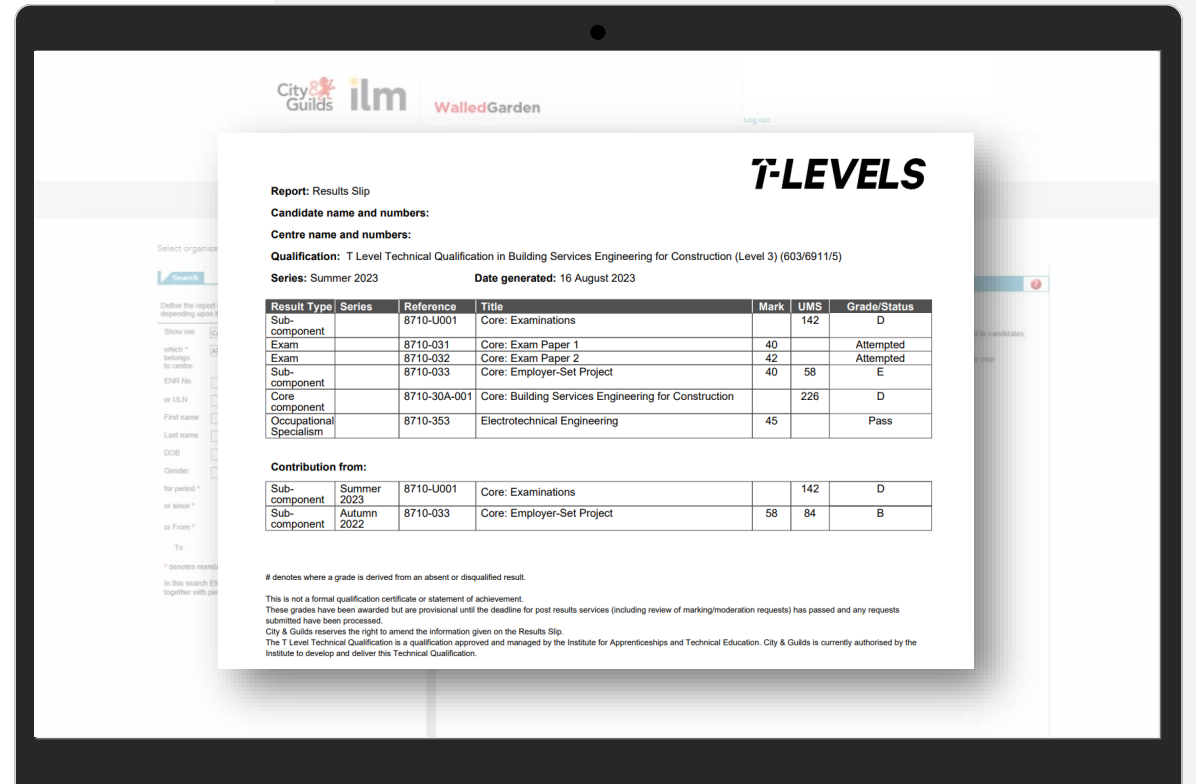 City& Guilds ilm WalledGarden
Log out
T-LEVELS
Report: Results Slip
Candidate name and numbers:
Centre name and numbers:
Qualification: T Level Technical Qualification in Building Services Engineering for Construction (Level 3) (603/6911/5)
Series: Summer 2023 Date generated: 16 August 2023
Result Type Series Reference Title Mark UMS Grade/Status
Sub-component 8710-U001 Core: Examinations 142 D
Exam 8710-031 Core: Exam Paper 1 40 Attempted
Exam 8710-032 Core: Exam Paper 2 42 Attempted
Sub-component 8710-033 Core: Employer-Set Project 40 58 E
Core component 8710-30A-001 Core: Building Services Engineering for Construction 226 D
Occupational Specialism 8710-353 Electrotechnical Engineering 45 Pass
Contribution from:
Sub-component Summer 2023 8710-U001 Core: Examinations 142 D
Sub-component Autumn 2022 8710-033 Core: Employer-Set Project 58 84 B
# denotes where a grade is derived from an absent or disqualified result.
This is not a formal qualification certificate or statement of achievement.
These grades have been awarded but are provisional until the deadline for post results services (including review of marking/moderation requests) has passed and any requests
submitted have been processed.
City & Guilds reserves the right to amend the information given on the Results Slip.
The T Level Technical Qualification is a qualification approved and managed by the Institute for Apprenticeships and Technical Education. City & Guilds is currently authorised by the
Institute to develop and deliver this Technical Qualification.
Select
Search
Define the report
depending upon
Show me
which *
belongs
to centre
ENR No.
or ULN
First name
Last name
DOB
Gender
for period *
or since *
or From *
To
* denotes
In this search
together with
?
to candidates,
your